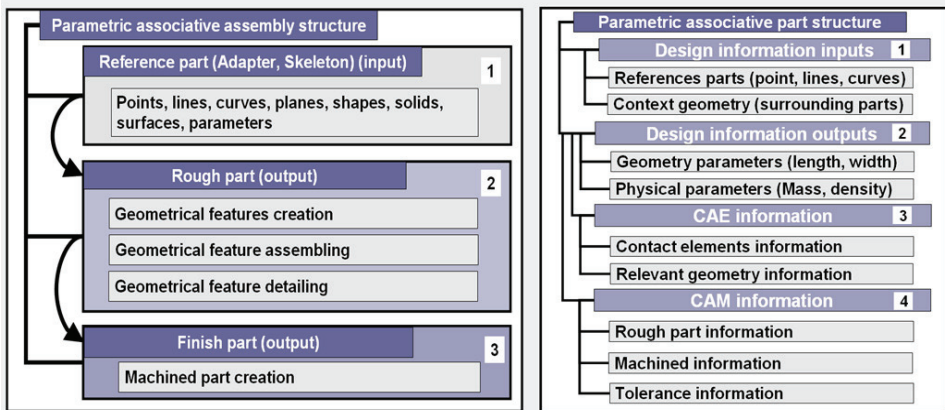 Parametric associative assembly structure
Reference part (Adapter, Skeleton) (input)
1
Points, lines, curves, planes, shapes, solids,
surfaces, parameters
Rough part (output)
2
Geometrical features creation
Geometrical feature assembling
Geometrical feature detailing
Finish part (output)
3
Machined part creation
Parametric associative part structure
Design information inputs
1
References parts (point, lines, curves)
Context geometry (surrounding parts)
Design information outputs
2
Geometry parameters (length, width)
Physical parameters (Mass, density)
CAE information
3
Contact elements information
Relevant geometry information
CAM information
4
Rough part information
Machined information
Tolerance information